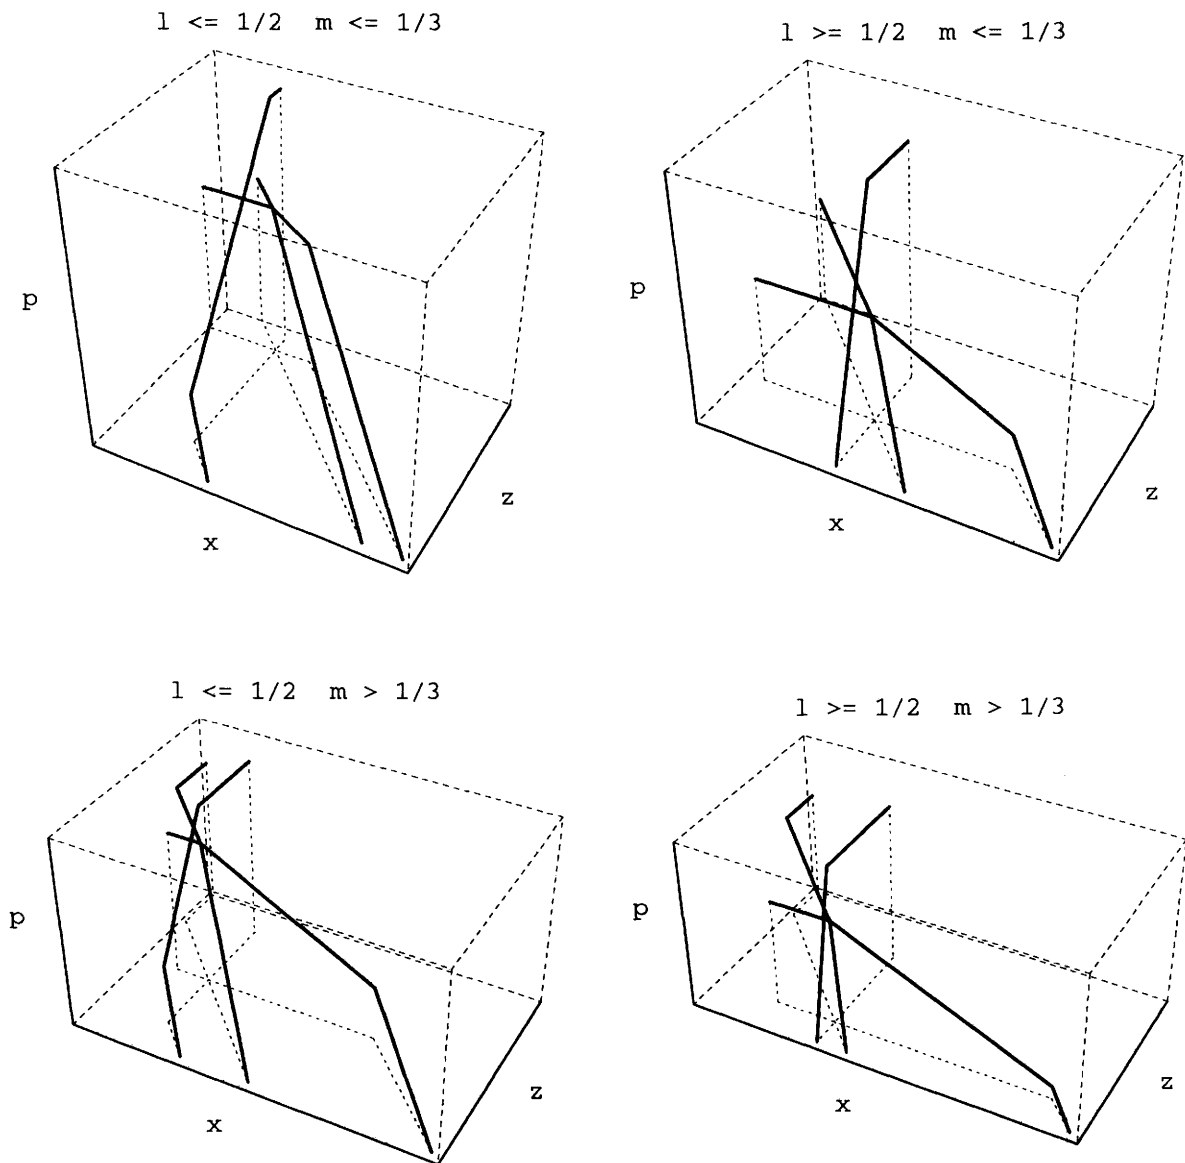 l <= 1/2 m <= 1/3
p
z
x
l >= 1/2 m <= 1/3
p
z
x
l <= 1/2 m > 1/3
p
z
x
l >= 1/2 m > 1/3
p
z
x